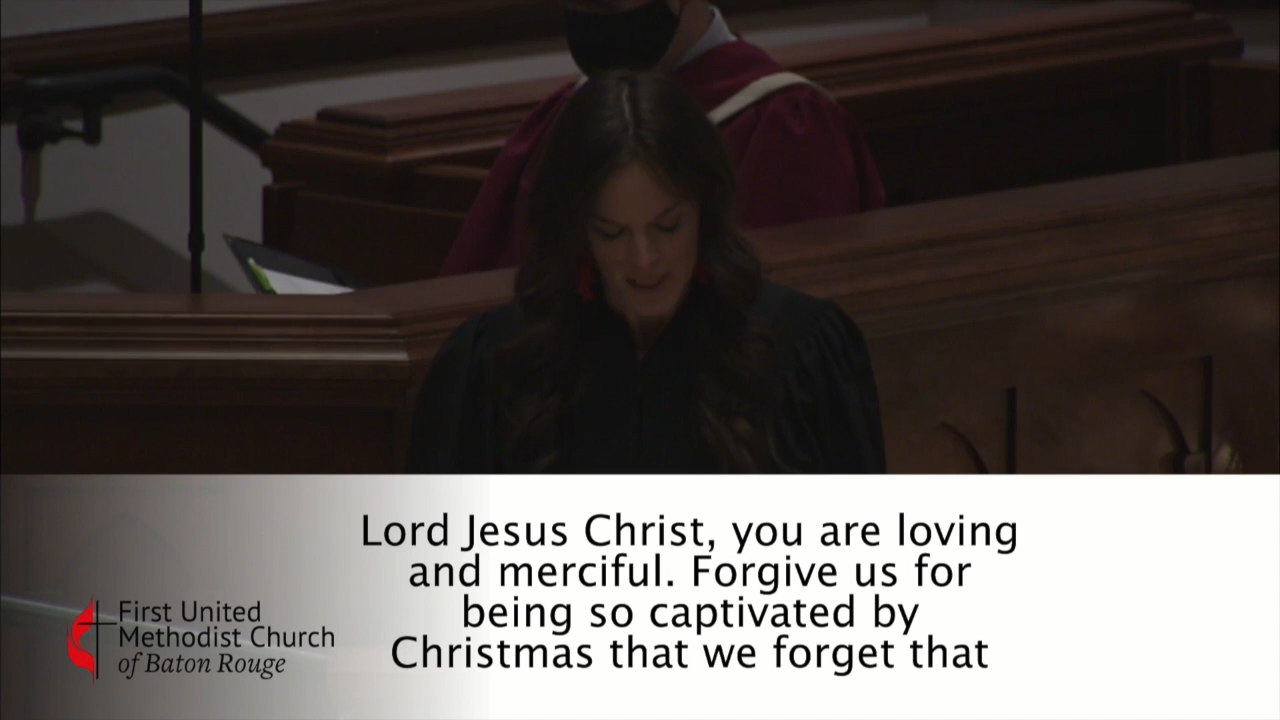 Lord Jesus Christ, you are loving
and merciful. Forgive us for
being so captivated by
Christmas that we forget that
First United
Methodist Church
of Baton Rouge